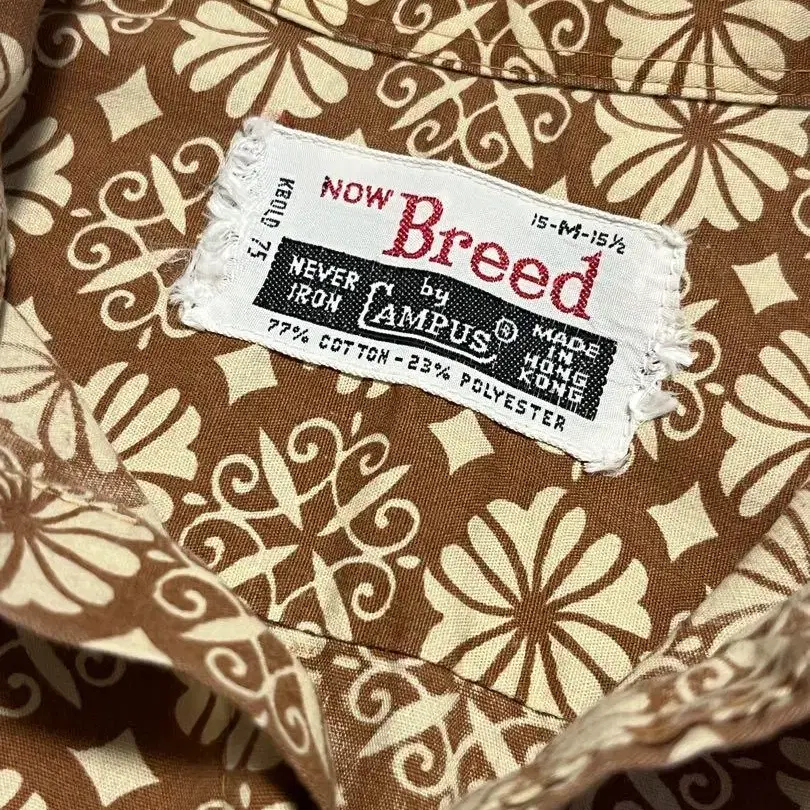 NOW Breed
15-M-15½
KBOLD 75
NEVER IRON
by CAMPUS®
MADE IN HONG KONG
77% COTTON - 23% POLYESTER